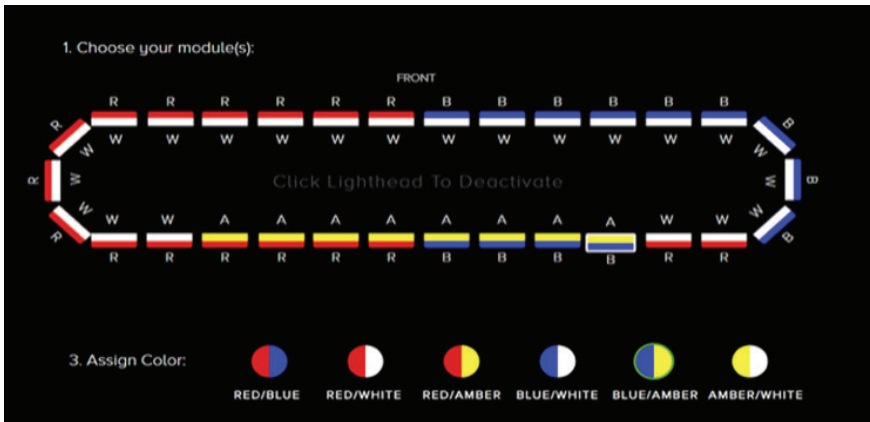 1. Choose your module(s):
FRONT
R R R R R R B B B B B B
R W W W W W W W W W W W W B
W W
R W Click Lighthead To Deactivate W B
W W
R W W A A A A A A A A W W B
R R R R R R B B B B R R
3. Assign Color:
RED/BLUE RED/WHITE RED/AMBER BLUE/WHITE BLUE/AMBER AMBER/WHITE